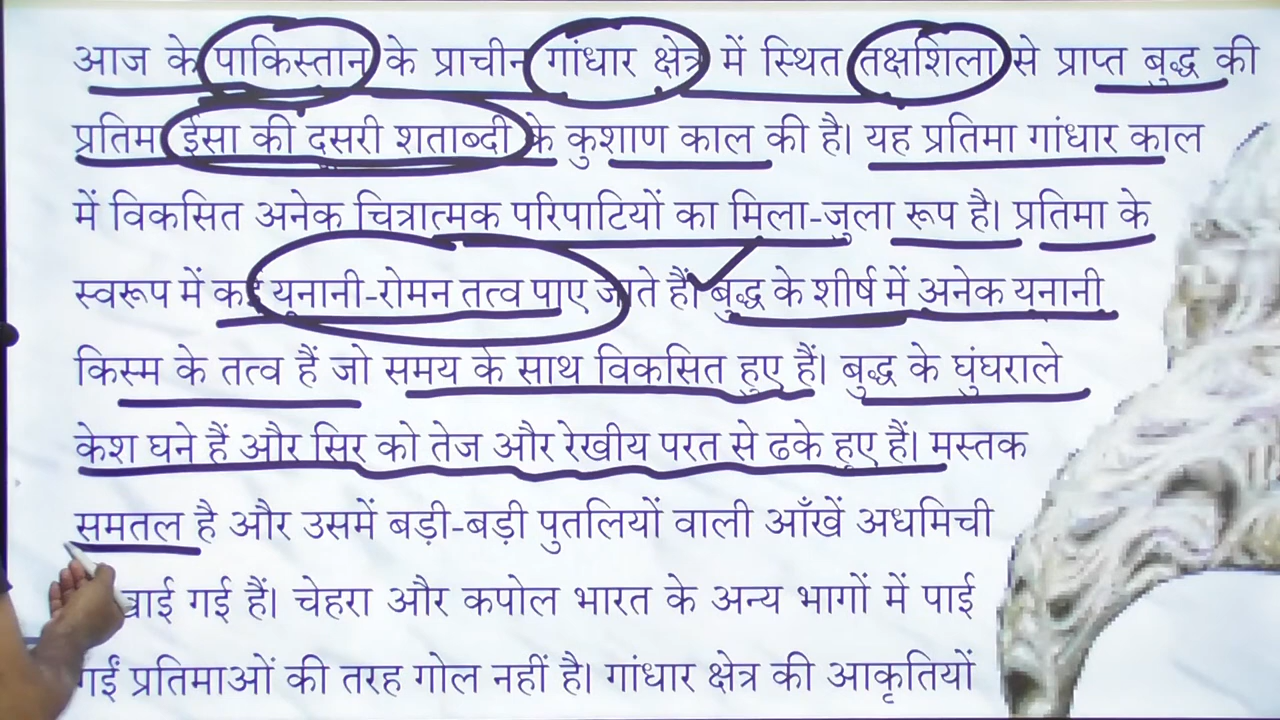 आज के पाकिस्तान के प्राचीन गांधार क्षेत्र में स्थित तक्षशिला से प्राप्त बुद्ध की
प्रतिमा ईसा की दूसरी शताब्दी के कुशाण काल की है। यह प्रतिमा गांधार काल
में विकसित अनेक चित्रात्मक परिपाटियों का मिला-जुला रूप है। प्रतिमा के
स्वरूप में कई यूनानी-रोमन तत्व पाए जाते हैं। बुद्ध के शीर्ष में अनेक यूनानी
किस्म के तत्व हैं जो समय के साथ विकसित हुए हैं। बुद्ध के घुंघराले
केश घने हैं और सिर को तेज और रेखीय परत से ढके हुए हैं। मस्तक
समतल है और उसमें बड़ी-बड़ी पुतलियों वाली आँखें अधमिची
गई हैं। चेहरा और कपोल भारत के अन्य भागों में पाई
गईं प्रतिमाओं की तरह गोल नहीं है। गांधार क्षेत्र की आकृतियों